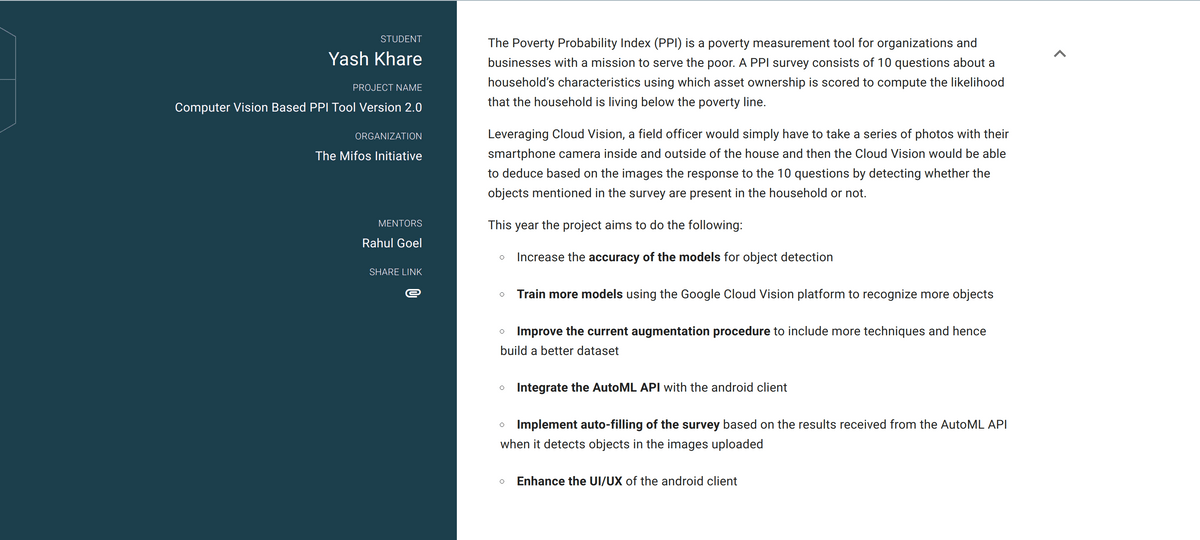 STUDENT
Yash Khare
PROJECT NAME
Computer Vision Based PPI Tool Version 2.0
ORGANIZATION
The Mifos Initiative
MENTORS
Rahul Goel
SHARE LINK
The Poverty Probability Index (PPI) is a poverty measurement tool for organizations and
businesses with a mission to serve the poor. A PPI survey consists of 10 questions about a
household's characteristics using which asset ownership is scored to compute the likelihood
that the household is living below the poverty line.
Leveraging Cloud Vision, a field officer would simply have to take a series of photos with their
smartphone camera inside and outside of the house and then the Cloud Vision would be able
to deduce based on the images the response to the 10 questions by detecting whether the
objects mentioned in the survey are present in the household or not.
This year the project aims to do the following:
Increase the accuracy of the models for object detection
Train more models using the Google Cloud Vision platform to recognize more objects
Improve the current augmentation procedure to include more techniques and hence
build a better dataset
Integrate the AutoML API with the android client
Implement auto-filling of the survey based on the results received from the AutoML API
when it detects objects in the images uploaded
Enhance the UI/UX of the android client